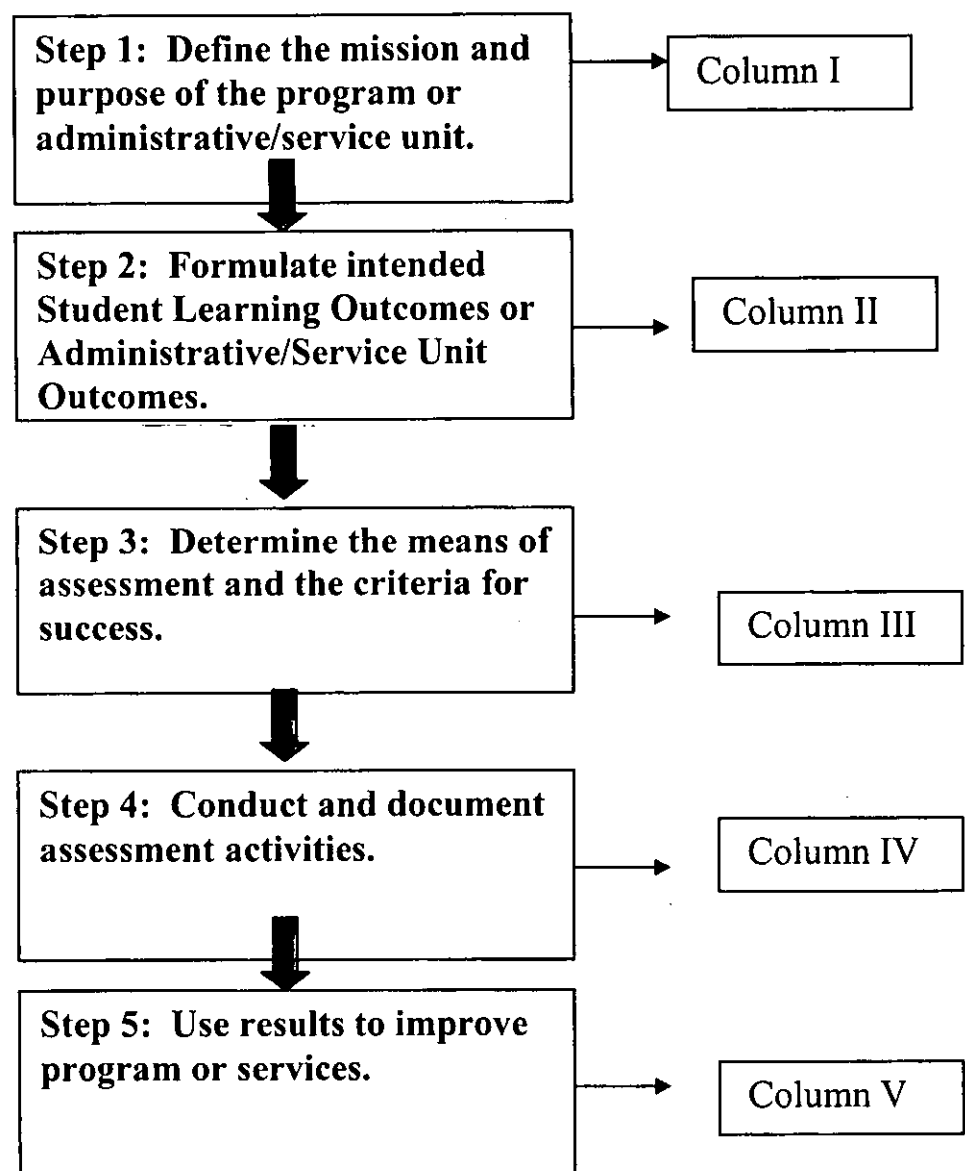 Step 1: Define the mission and
purpose of the program or
administrative/service unit.
Column I
Step 2: Formulate intended
Student Learning Outcomes or
Administrative/Service Unit
Outcomes.
Column II
Step 3: Determine the means of
assessment and the criteria for
success.
Column III
Step 4: Conduct and document
assessment activities.
Column IV
Step 5: Use results to improve
program or services.
Column V